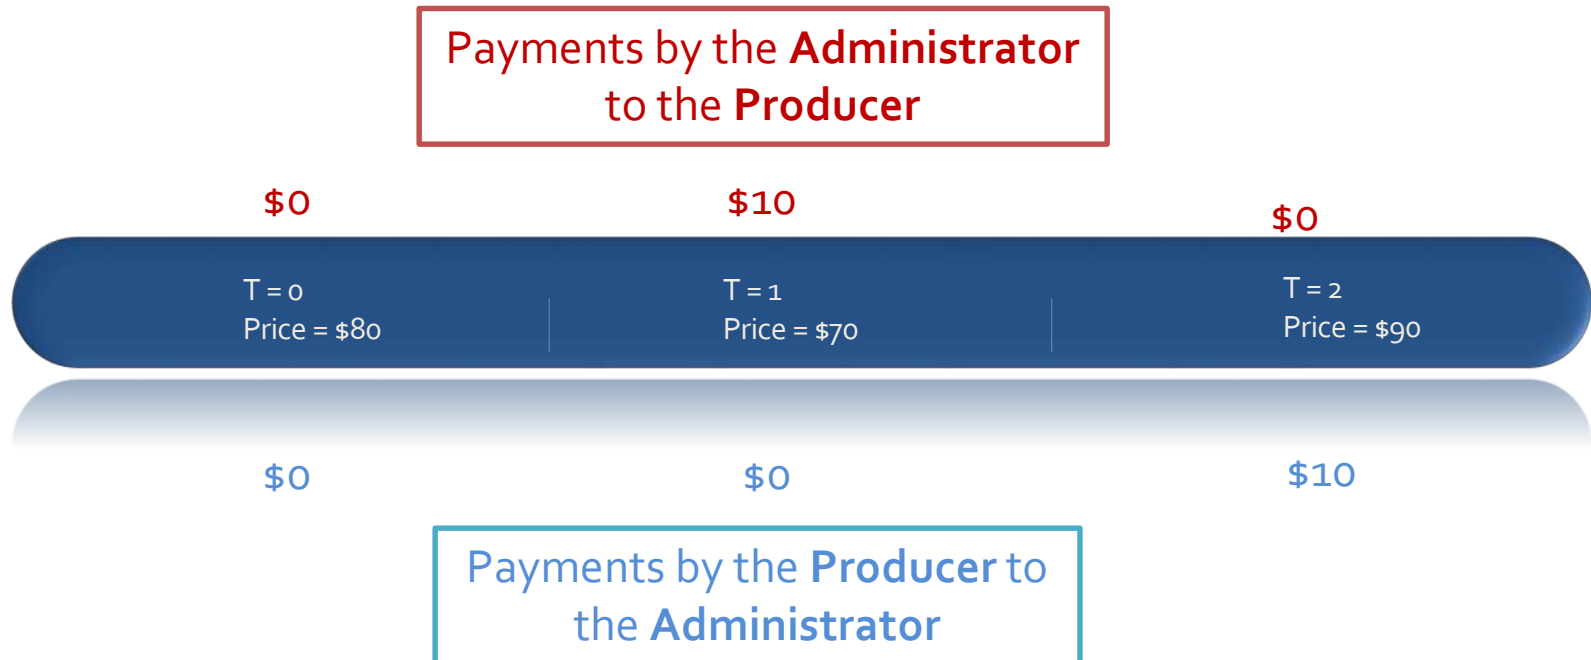 Payments by the Administrator
to the Producer
$0
$10
$0
T = 0
Price = $80
T = 1
Price = $70
T = 2
Price = $90
$0
$0
$10
Payments by the Producer to
the Administrator